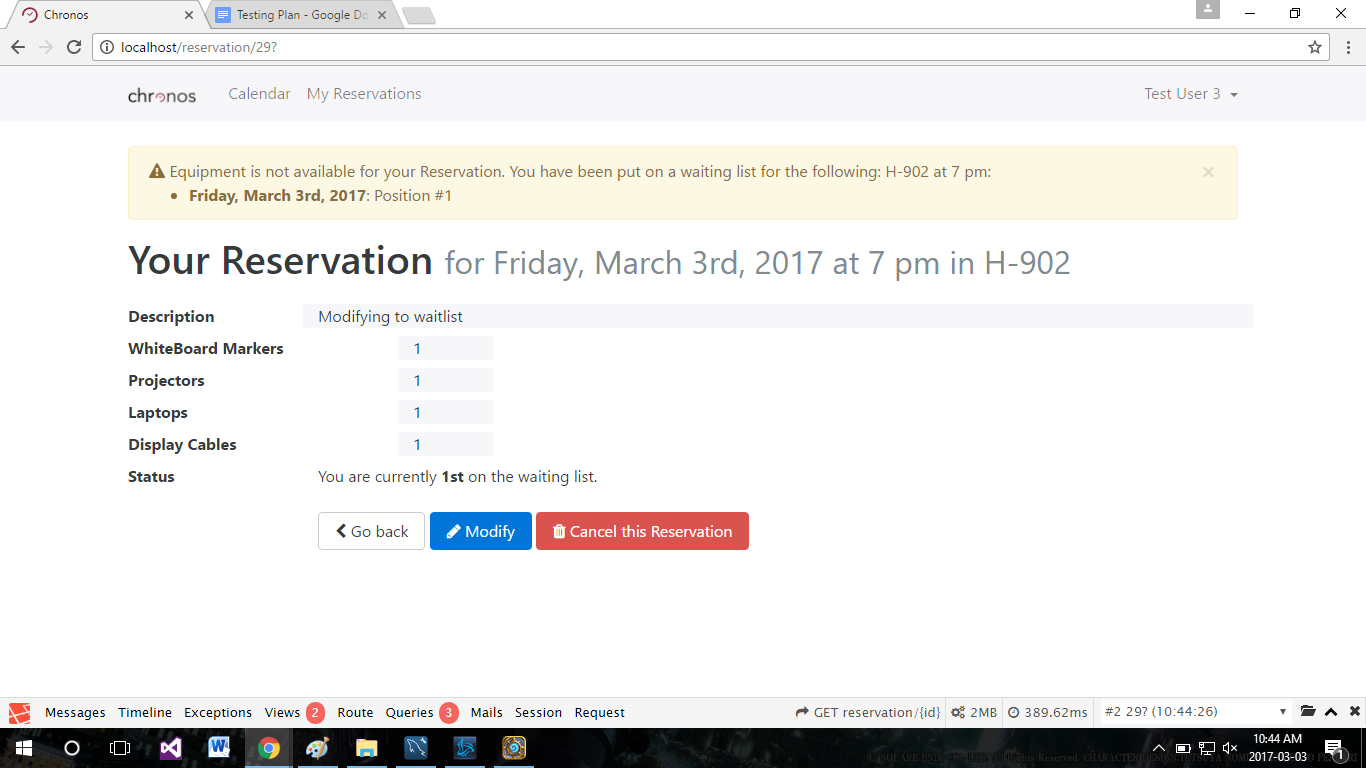 Chronos
Testing Plan - Google Do
localhost/reservation/29?
chronos Calendar My Reservations Test User 3
Equipment is not available for your Reservation. You have been put on a waiting list for the following: H-902 at 7 pm:
• Friday, March 3rd, 2017: Position #1
Your Reservation for Friday, March 3rd, 2017 at 7 pm in H-902
Description Modifying to waitlist
WhiteBoard Markers 1
Projectors 1
Laptops 1
Display Cables 1
Status You are currently 1st on the waiting list.
Go back Modify Cancel this Reservation
Messages Timeline Exceptions Views 2 Route Queries 3 Mails Session Request GET reservation/{id} 2MB 389.62ms #2 29? (10:44:26)
10:44 AM
2017-03-03
1